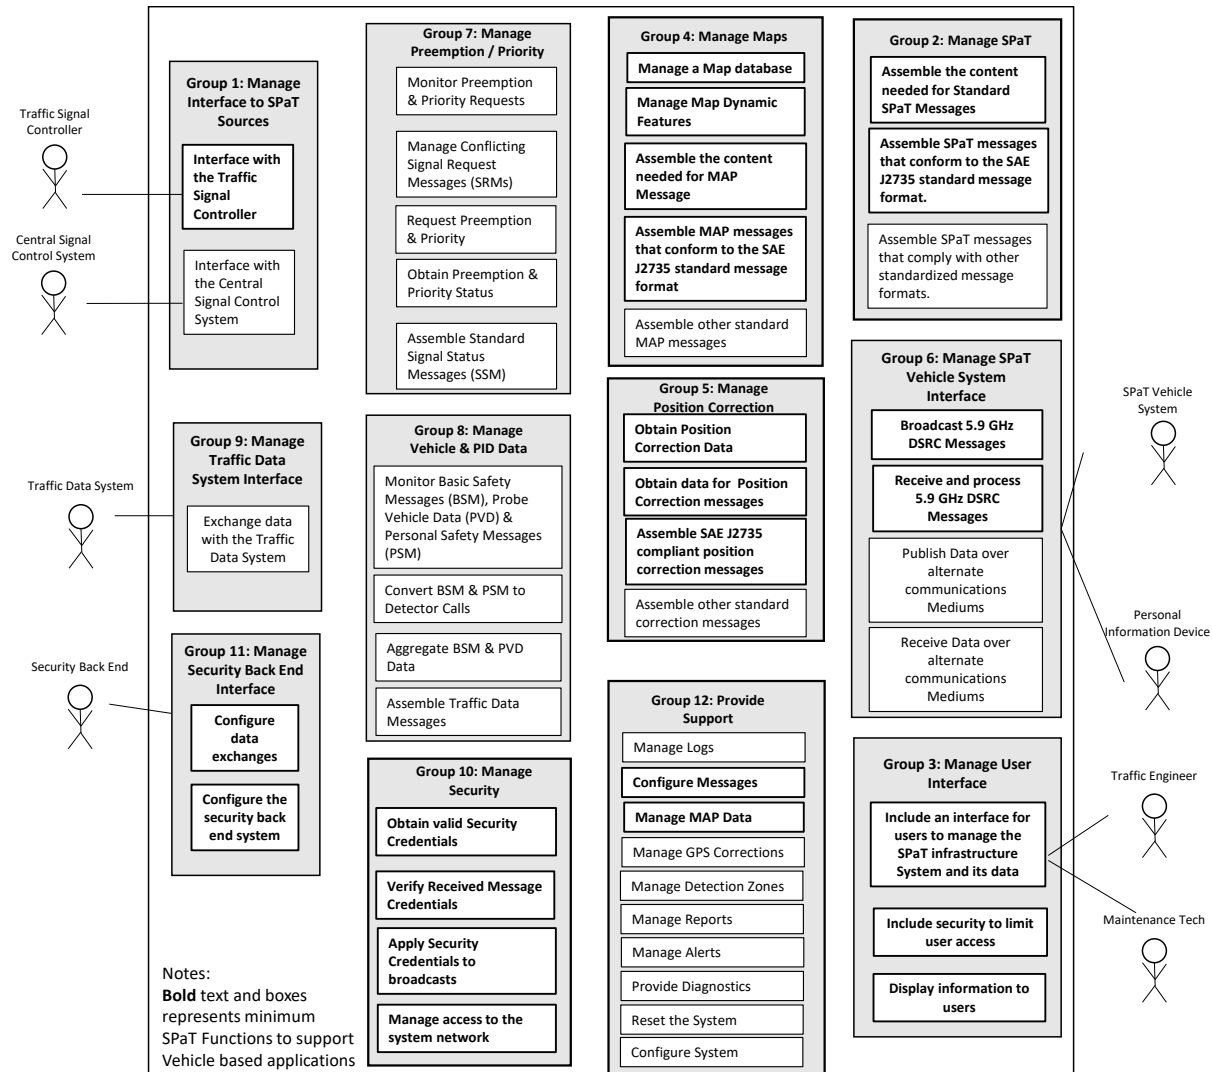 Traffic Signal
Controller
Central Signal
Control System
Traffic Data System
Security Back End
Group 1: Manage
Interface to SPaT
Sources
Interface with
the Traffic
Signal
Controller
Interface with
the Central
Signal Control
System
Group 9: Manage
Traffic Data
System Interface
Exchange data
with the Traffic
Data System
Group 11: Manage
Security Back End
Interface
Configure
data
exchanges
Configure the
security back
end system
Notes:
Bold text and boxes
represents minimum
SPaT Functions to support
Vehicle based applications
Group 7: Manage
Preemption / Priority
Monitor Preemption
& Priority Requests
Manage Conflicting
Signal Request
Messages (SRMs)
Request Preemption
& Priority
Obtain Preemption &
Priority Status
Assemble Standard
Signal Status
Messages (SSM)
Group 8: Manage
Vehicle & PID Data
Monitor Basic Safety
Messages (BSM), Probe
Vehicle Data (PVD) &
Personal Safety Messages
(PSM)
Convert BSM & PSM to
Detector Calls
Aggregate BSM & PVD
Data
Assemble Traffic Data
Messages
Group 10: Manage
Security
Obtain valid Security
Credentials
Verify Received Message
Credentials
Apply Security
Credentials to
broadcasts
Manage access to the
system network
Group 4: Manage Maps
Manage a Map database
Manage Map Dynamic
Features
Assemble the content
needed for MAP
Message
Assemble MAP messages
that conform to the SAE
J2735 standard message
format
Assemble other standard
MAP messages
Group 5: Manage
Position Correction
Obtain Position
Correction Data
Obtain data for Position
Correction messages
Assemble SAE J2735
compliant position
correction messages
Assemble other standard
correction messages
Group 12: Provide
Support
Manage Logs
Configure Messages
Manage MAP Data
Manage GPS Corrections
Manage Detection Zones
Manage Reports
Manage Alerts
Provide Diagnostics
Reset the System
Configure System
Group 2: Manage SPaT
Assemble the content
needed for Standard
SPaT Messages
Assemble SPaT messages
that conform to the SAE
J2735 standard message
format.
Assemble SPaT messages
that comply with other
standardized message
formats.
Group 6: Manage SPaT
Vehicle System
Interface
Broadcast 5.9 GHz
DSRC Messages
Receive and process
5.9 GHz DSRC
Messages
Publish Data over
alternate
communications
Mediums
Receive Data over
alternate
communications
Mediums
Group 3: Manage User
Interface
Include an interface for
users to manage the
SPaT infrastructure
System and its data
Include security to limit
user access
Display information to
users
SPaT Vehicle
System
Personal
Information Device
Traffic Engineer
Maintenance Tech